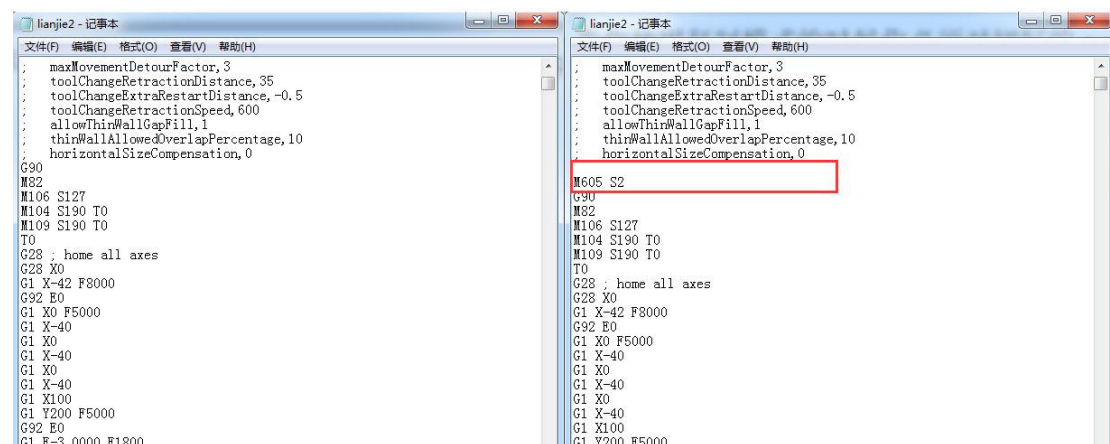 lianjie2 - 记事本
文件(F) 编辑(E) 格式(O) 查看(V) 帮助(H)
; maxMovementDetourFactor,3
; toolChangeRetractionDistance,35
; toolChangeExtraRestartDistance,-0.5
; toolChangeRetractionSpeed,600
; allowThinWallGapFill,1
; thinWallAllowedOverlapPercentage,10
; horizontalSizeCompensation,0
G90
M82
M106 S127
M104 S190 T0
M109 S190 T0
T0
G28 ; home all axes
G28 X0
G1 X-42 F8000
G92 E0
G1 X0 F5000
G1 X-40
G1 X0
G1 X-40
G1 X0
G1 X-40
G1 X100
G1 Y200 F5000
G92 E0
G1 E-3.0000 F1800
lianjie2 - 记事本
文件(F) 编辑(E) 格式(O) 查看(V) 帮助(H)
; maxMovementDetourFactor,3
; toolChangeRetractionDistance,35
; toolChangeExtraRestartDistance,-0.5
; toolChangeRetractionSpeed,600
; allowThinWallGapFill,1
; thinWallAllowedOverlapPercentage,10
; horizontalSizeCompensation,0
M605 S2
G90
M82
M106 S127
M104 S190 T0
M109 S190 T0
T0
G28 ; home all axes
G28 X0
G1 X-42 F8000
G92 E0
G1 X0 F5000
G1 X-40
G1 X0
G1 X-40
G1 X0
G1 X-40
G1 X100
G1 Y200 F5000